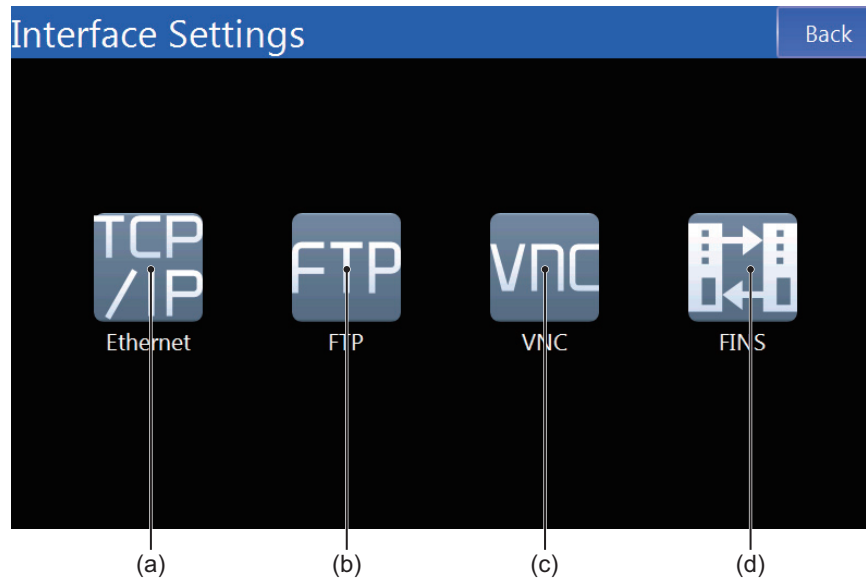 Interface Settings
Back
TCP
/IP
FTP
VNC
Ethernet
FTP
VNC
FINS
(a)
(b)
(c)
(d)